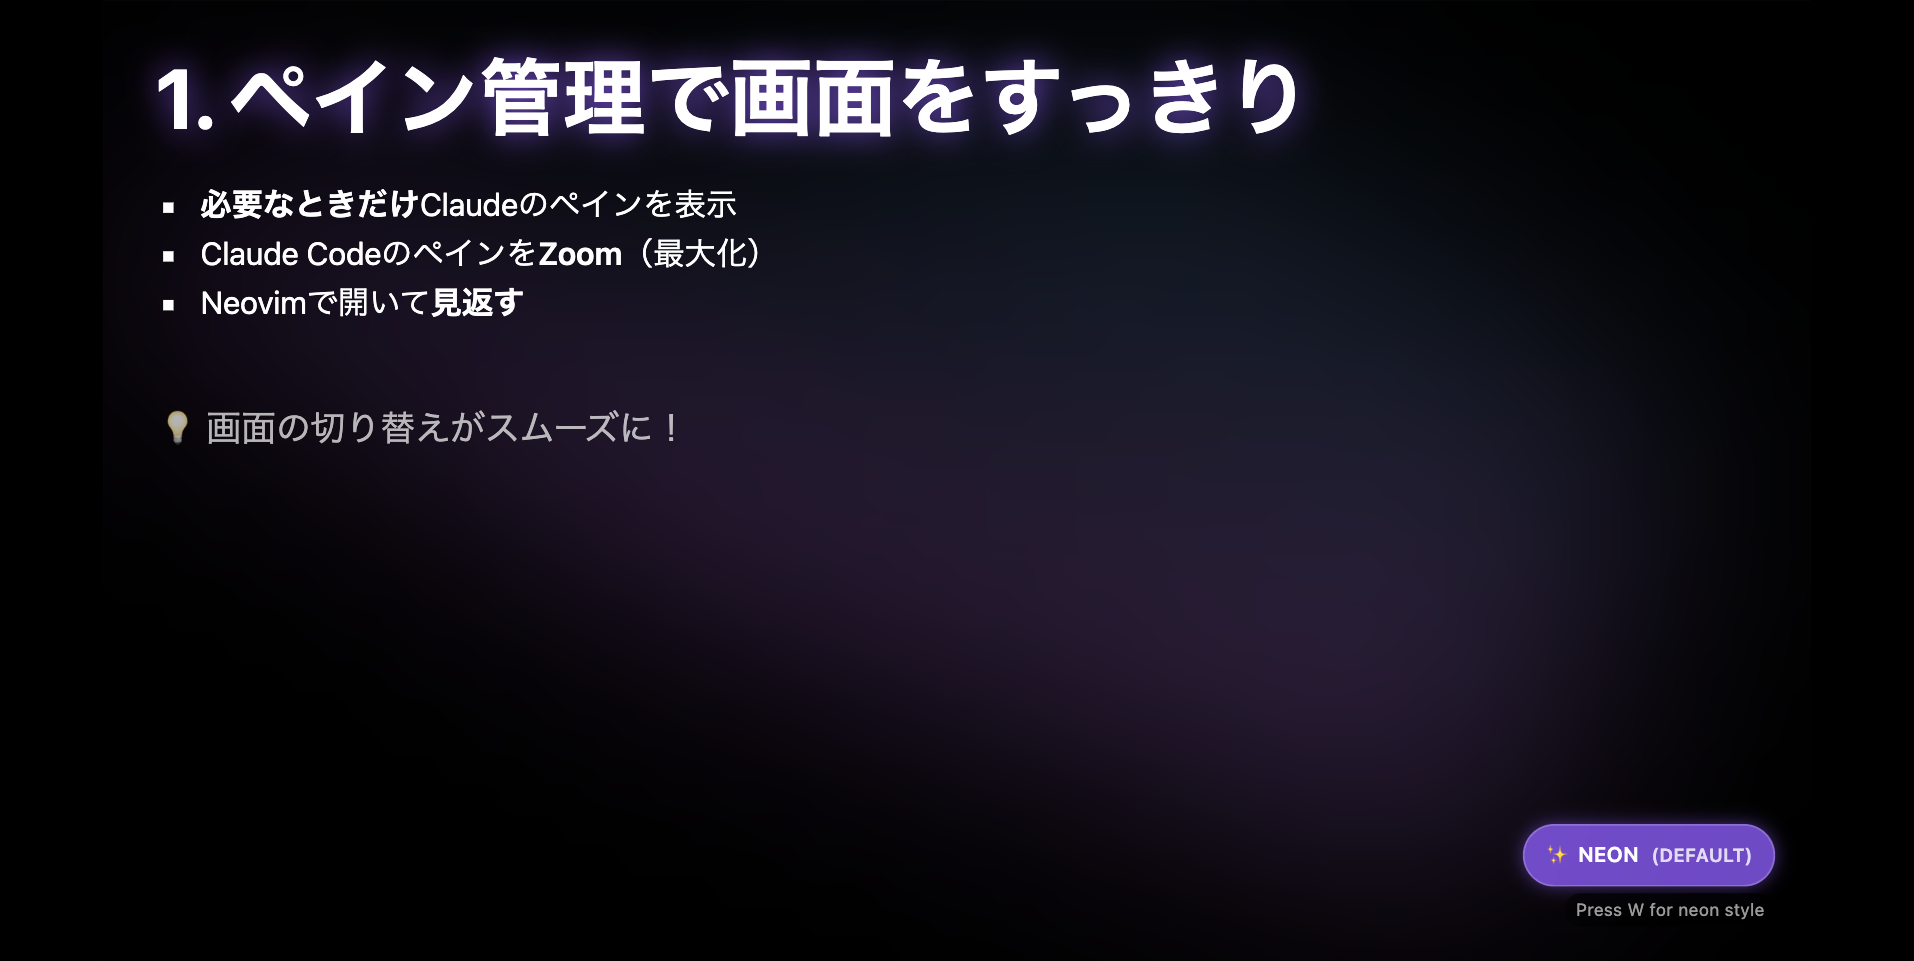 1. ペイン管理で画面をすっきり
▪ 必要なときだけClaudeのペインを表示
▪ Claude CodeのペインをZoom（最大化）
▪ Neovimで開いて見返す
💡 画面の切り替えがスムーズに！
✨ NEON (DEFAULT)
Press W for neon style